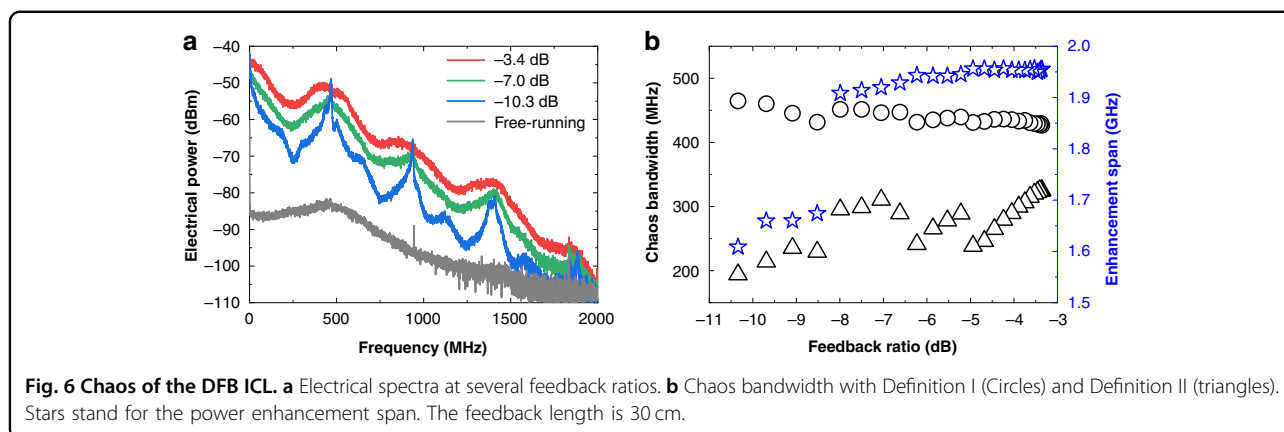 a
−40
−50
−60
−70
−80
−90
−100
−110
Electrical power (dBm)
−3.4 dB
−7.0 dB
−10.3 dB
Free-running
0
500
1000
1500
2000
Frequency (MHz)
b
500
400
300
200
Chaos bandwidth (MHz)
2.0
1.9
1.8
1.7
1.6
1.5
Enhancement span (GHz)
−11
−10
−9
−8
−7
−6
−5
−4
−3
Feedback ratio (dB)
Fig. 6 Chaos of the DFB ICL. a Electrical spectra at several feedback ratios. b Chaos bandwidth with Definition I (Circles) and Definition II (triangles).
Stars stand for the power enhancement span. The feedback length is 30 cm.